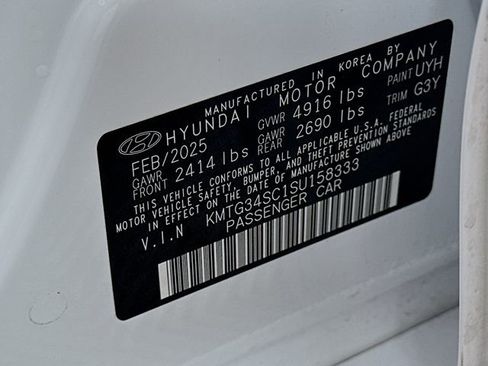 MANUFACTURED IN KOREA BY
HYUNDAI MOTOR COMPANY
FEB/2025 GVWR 4916 lbs PAINT UYH
GAWR FRONT 2414 lbs GAWR REAR 2690 lbs TRIM G3Y
THIS VEHICLE CONFORMS TO ALL APPLICABLE U.S.A. FEDERAL
MOTOR VEHICLE SAFETY, BUMPER, AND THEFT PREVENTION STANDARDS
IN EFFECT ON THE DATE OF MANUFACTURE SHOWN ABOVE
V.I.N KMTG34SC1SU158333
PASSENGER CAR